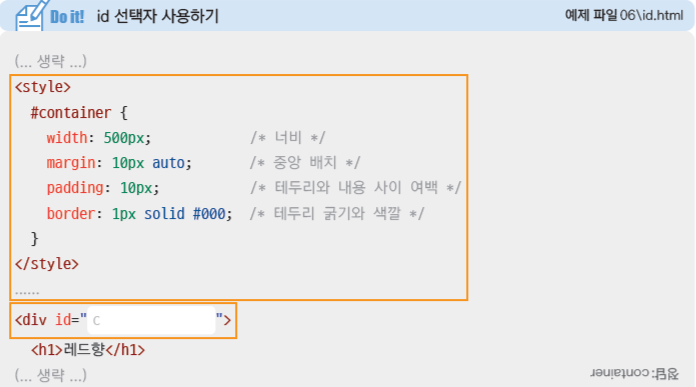 Do it! id 선택자 사용하기 예제 파일 06\id.html
(... 생략 ...)
<style>
#container {
width: 500px; /* 너비 */
margin: 10px auto; /* 중앙 배치 */
padding: 10px; /* 테두리와 내용 사이 여백 */
border: 1px solid #000; /* 테두리 굵기와 색깔 */
}
</style>
......
<div id="c ">
<h1>레드향</h1>
(... 생략 ...)
정답: container